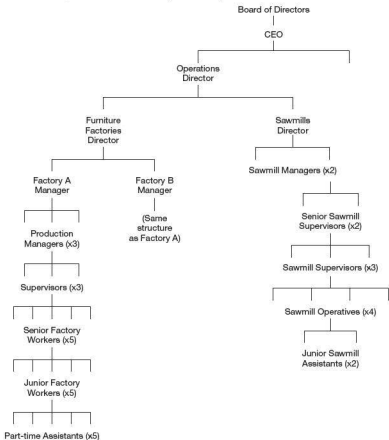 Board of Directors
CEO
Operations
Director
Furniture
Factories
Director
Sawmills
Director
Sawmill Managers (x2)
Factory A
Manager
Factory B
Manager
(Same
structure
as Factory A)
Senior Sawmill
Supervisors (x2)
Production
Managers (x3)
Sawmill Supervisors (x3)
Supervisors (x3)
Sawmill Operatives (x4)
Senior Factory
Workers (x5)
Junior Sawmill
Assistants (x2)
Junior Factory
Workers (x5)
Part-time Assistants (x5)